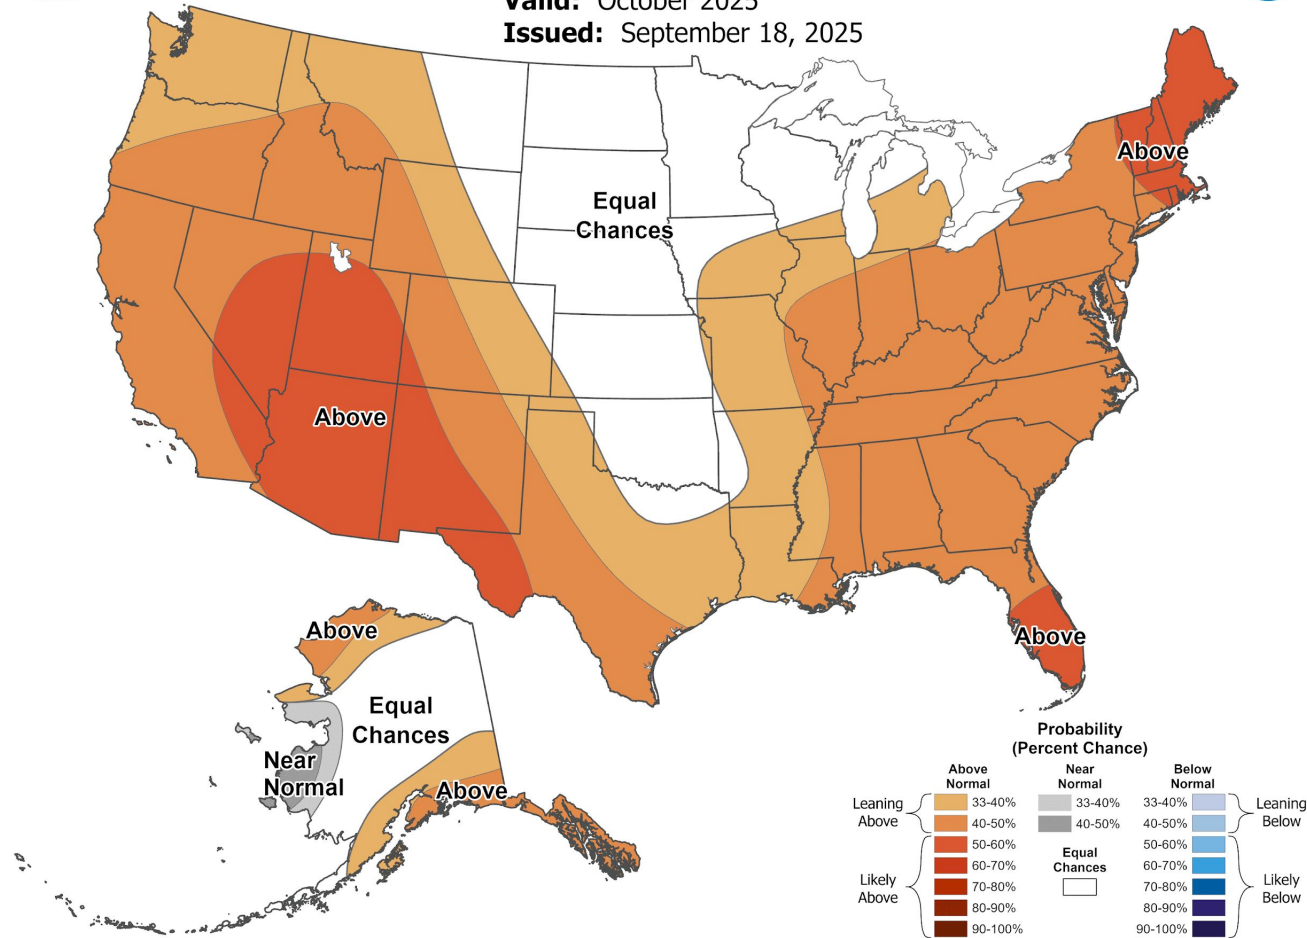 Valid: October 2025
Issued: September 18, 2025
Above
Equal
Chances
Above
Above
Above
Equal
Chances
Near
Normal
Above
Probability
(Percent Chance)
Above
Normal
Near
Normal
Below
Normal
Leaning
Above
33-40%
40-50%
50-60%
60-70%
70-80%
80-90%
90-100%
Likely
Above
33-40%
40-50%
Equal
Chances
33-40%
40-50%
50-60%
60-70%
70-80%
80-90%
90-100%
Leaning
Below
Likely
Below